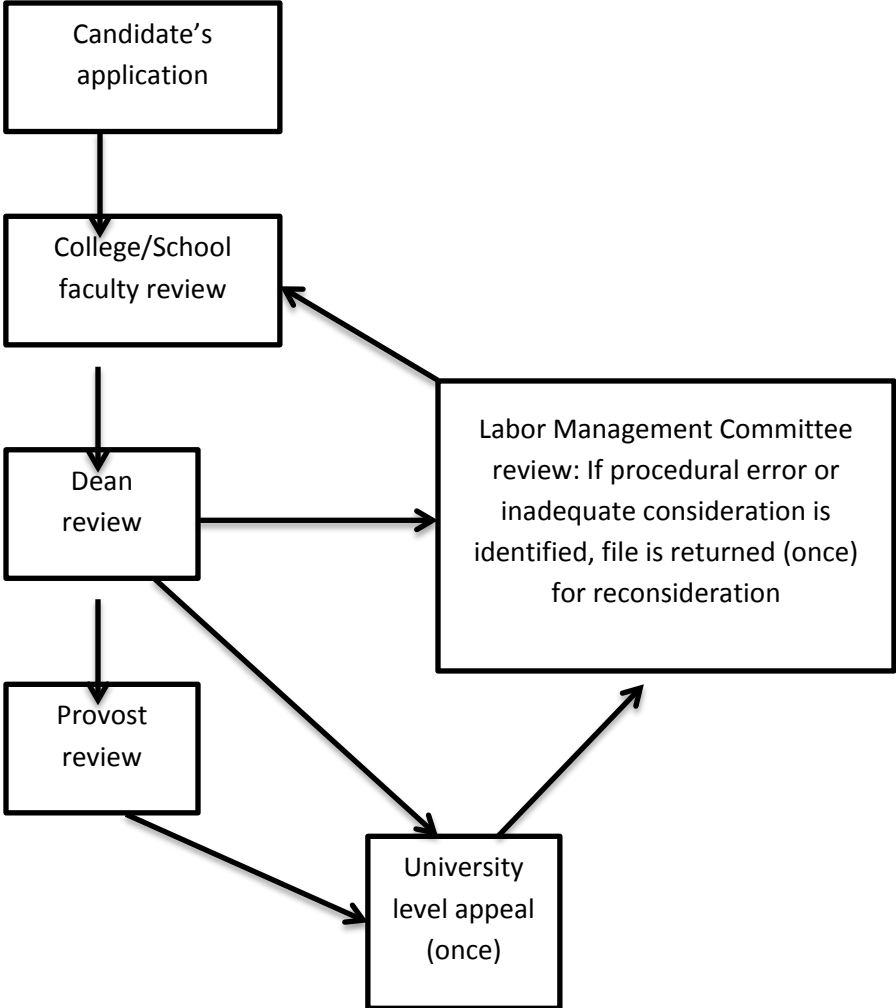 Candidate’s
application
College/School
faculty review
Labor Management Committee
review: If procedural error or
inadequate consideration is
identified, file is returned (once)
for reconsideration
Dean
review
Provost
review
University
level appeal
(once)